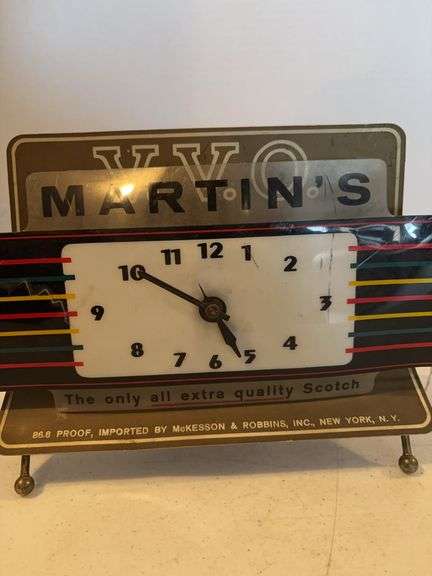 V.V.O.
MARTIN'S
12
11 1
10 2
9 3
8 4
7 6 5
The only all extra quality Scotch
86.8 PROOF, IMPORTED BY McKESSON & ROBBINS, INC., NEW YORK, N.Y.